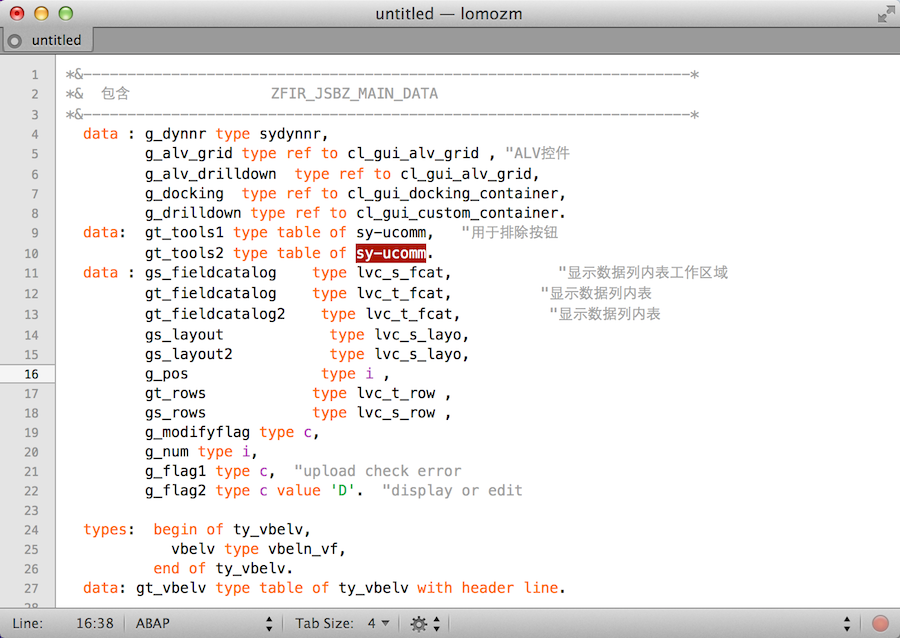 untitled — lomozm
untitled
1 *&---------------------------------------------------------------------*
2 *& 包含 ZFIR_JSBZ_MAIN_DATA
3 *&---------------------------------------------------------------------*
4 data : g_dynnr type sydynnr,
5 g_alv_grid type ref to cl_gui_alv_grid , "ALV控件
6 g_alv_drilldown type ref to cl_gui_alv_grid,
7 g_docking type ref to cl_gui_docking_container,
8 g_drilldown type ref to cl_gui_custom_container.
9 data: gt_tools1 type table of sy-ucomm, "用于排除按钮
10 gt_tools2 type table of sy-ucomm.
11 data : gs_fieldcatalog type lvc_s_fcat, "显示数据列内表工作区域
12 gt_fieldcatalog type lvc_t_fcat, "显示数据列内表
13 gt_fieldcatalog2 type lvc_t_fcat, "显示数据列内表
14 gs_layout type lvc_s_layo,
15 gs_layout2 type lvc_s_layo,
16 g_pos type i ,
17 gt_rows type lvc_t_row ,
18 gs_rows type lvc_s_row ,
19 g_modifyflag type c,
20 g_num type i,
21 g_flag1 type c, "upload check error
22 g_flag2 type c value 'D'. "display or edit
23
24 types: begin of ty_vbelv,
25 vbelv type vbeln_vf,
26 end of ty_vbelv.
27 data: gt_vbelv type table of ty_vbelv with header line.
28
Line: 16:38 ABAP Tab Size: 4